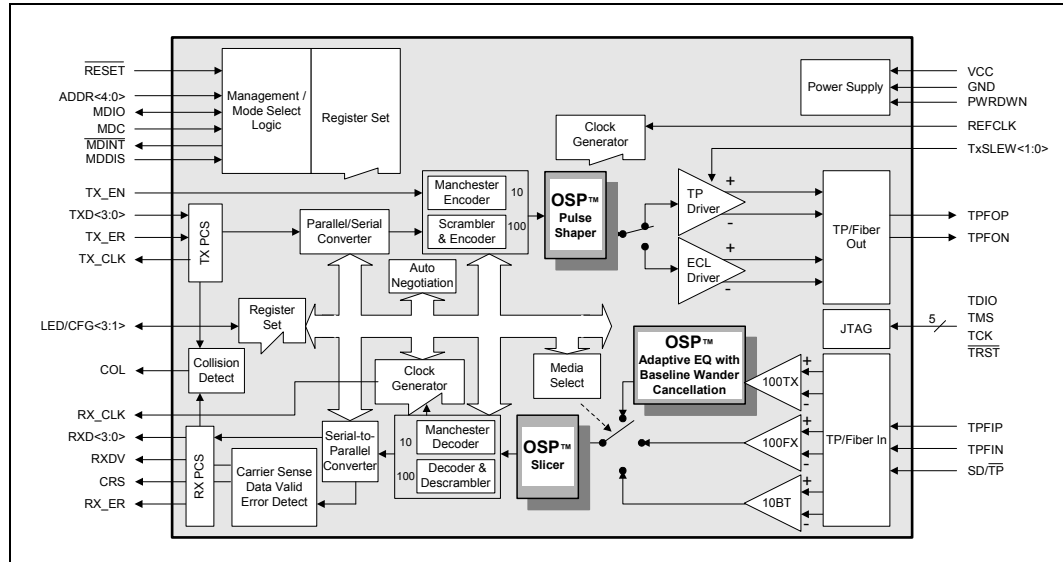 RESET
ADDR<4:0>
MDIO
MDC
MDINT
MDDIS
TX_EN
TXD<3:0>
TX_ER
TX_CLK
LED/CFG<3:1>
COL
RX_CLK
RXD<3:0>
RXDV
CRS
RX_ER
Management /
Mode Select
Logic
Register Set
Power Supply
VCC
GND
PWRDWN
REFCLK
TxSLEW<1:0>
Clock
Generator
TX PCS
Parallel/Serial
Converter
Manchester
Encoder
10
Scrambler
& Encoder
100
OSP™
Pulse
Shaper
+
TP
Driver
-
+
ECL
Driver
-
TP/Fiber
Out
TPFOP
TPFON
Auto
Negotiation
Register
Set
Collision
Detect
Clock
Generator
Media
Select
OSP™
Adaptive EQ with
Baseline Wander
Cancellation
JTAG
5
TDIO
TMS
TCK
TRST
RX PCS
Carrier Sense
Data Valid
Error Detect
Serial-to-
Parallel
Converter
10
Manchester
Decoder
100
Decoder &
Descrambler
OSP™
Slicer
+
100TX
-
+
100FX
-
+
10BT
-
TP/Fiber In
TPFIP
TPFIN
SD/TP